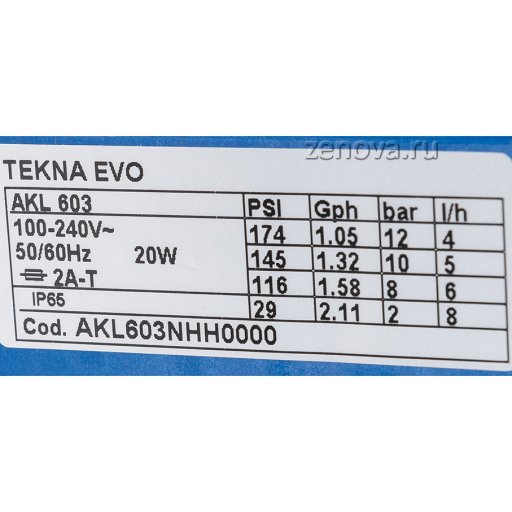 zenova.ru
TEKNA EVO
AKL 603 PSI Gph bar l/h
100-240V~ 174 1.05 12 4
50/60Hz 20W 145 1.32 10 5
2A-T 116 1.58 8 6
IP65 29 2.11 2 8
Cod. AKL603NHH0000